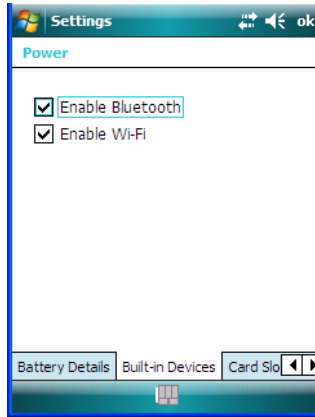 Settings ok
Power
Enable Bluetooth
Enable Wi-Fi
Battery Details Built-in Devices Card Slo